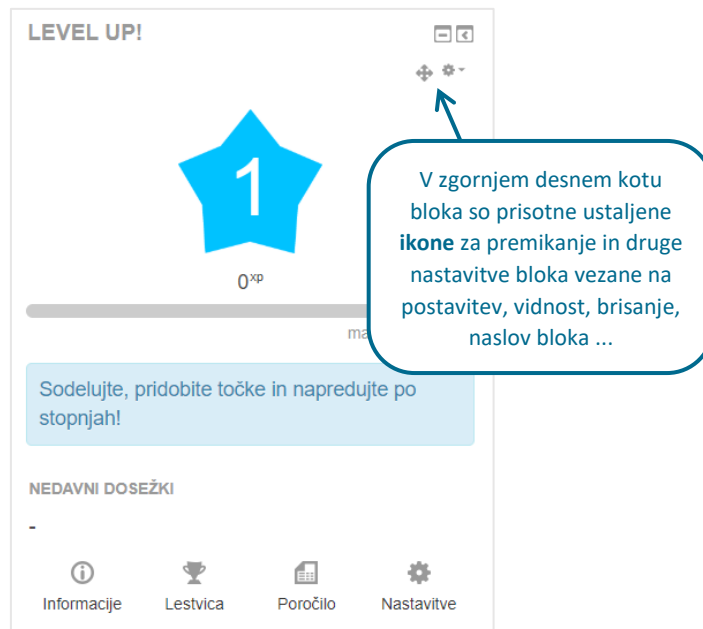 LEVEL UP!
1
0xp
V zgornjem desnem kotu
bloka so prisotne ustaljene
ikone za premikanje in druge
nastavitve bloka vezane na
postavitev, vidnost, brisanje,
naslov bloka ...
Sodelujte, pridobite točke in napredujte po
stopnjah!
NEDAVNI DOSEŽKI
-
Informacije Lestvica Poročilo Nastavitve